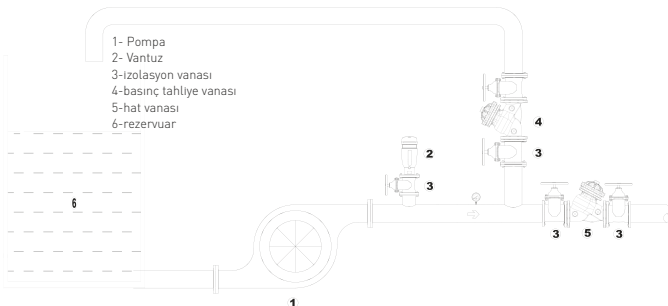 1- Pompa
2- Vantuz
3-izolasyon vanası
4-basınç tahliye vanası
5-hat vanası
6-rezervuar
4
2
3
3
6
3
5
3
1